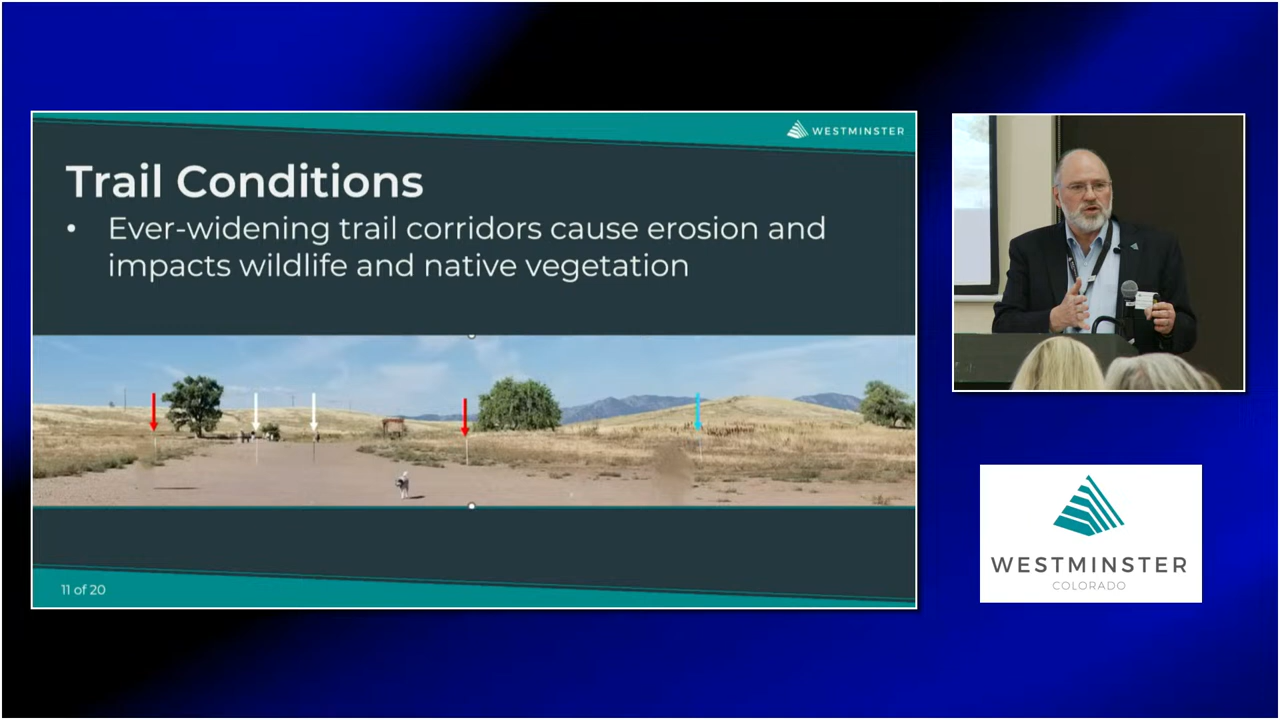 WESTMINSTER
Trail Conditions
• Ever-widening trail corridors cause erosion and
impacts wildlife and native vegetation
11 of 20
WESTMINSTER
COLORADO